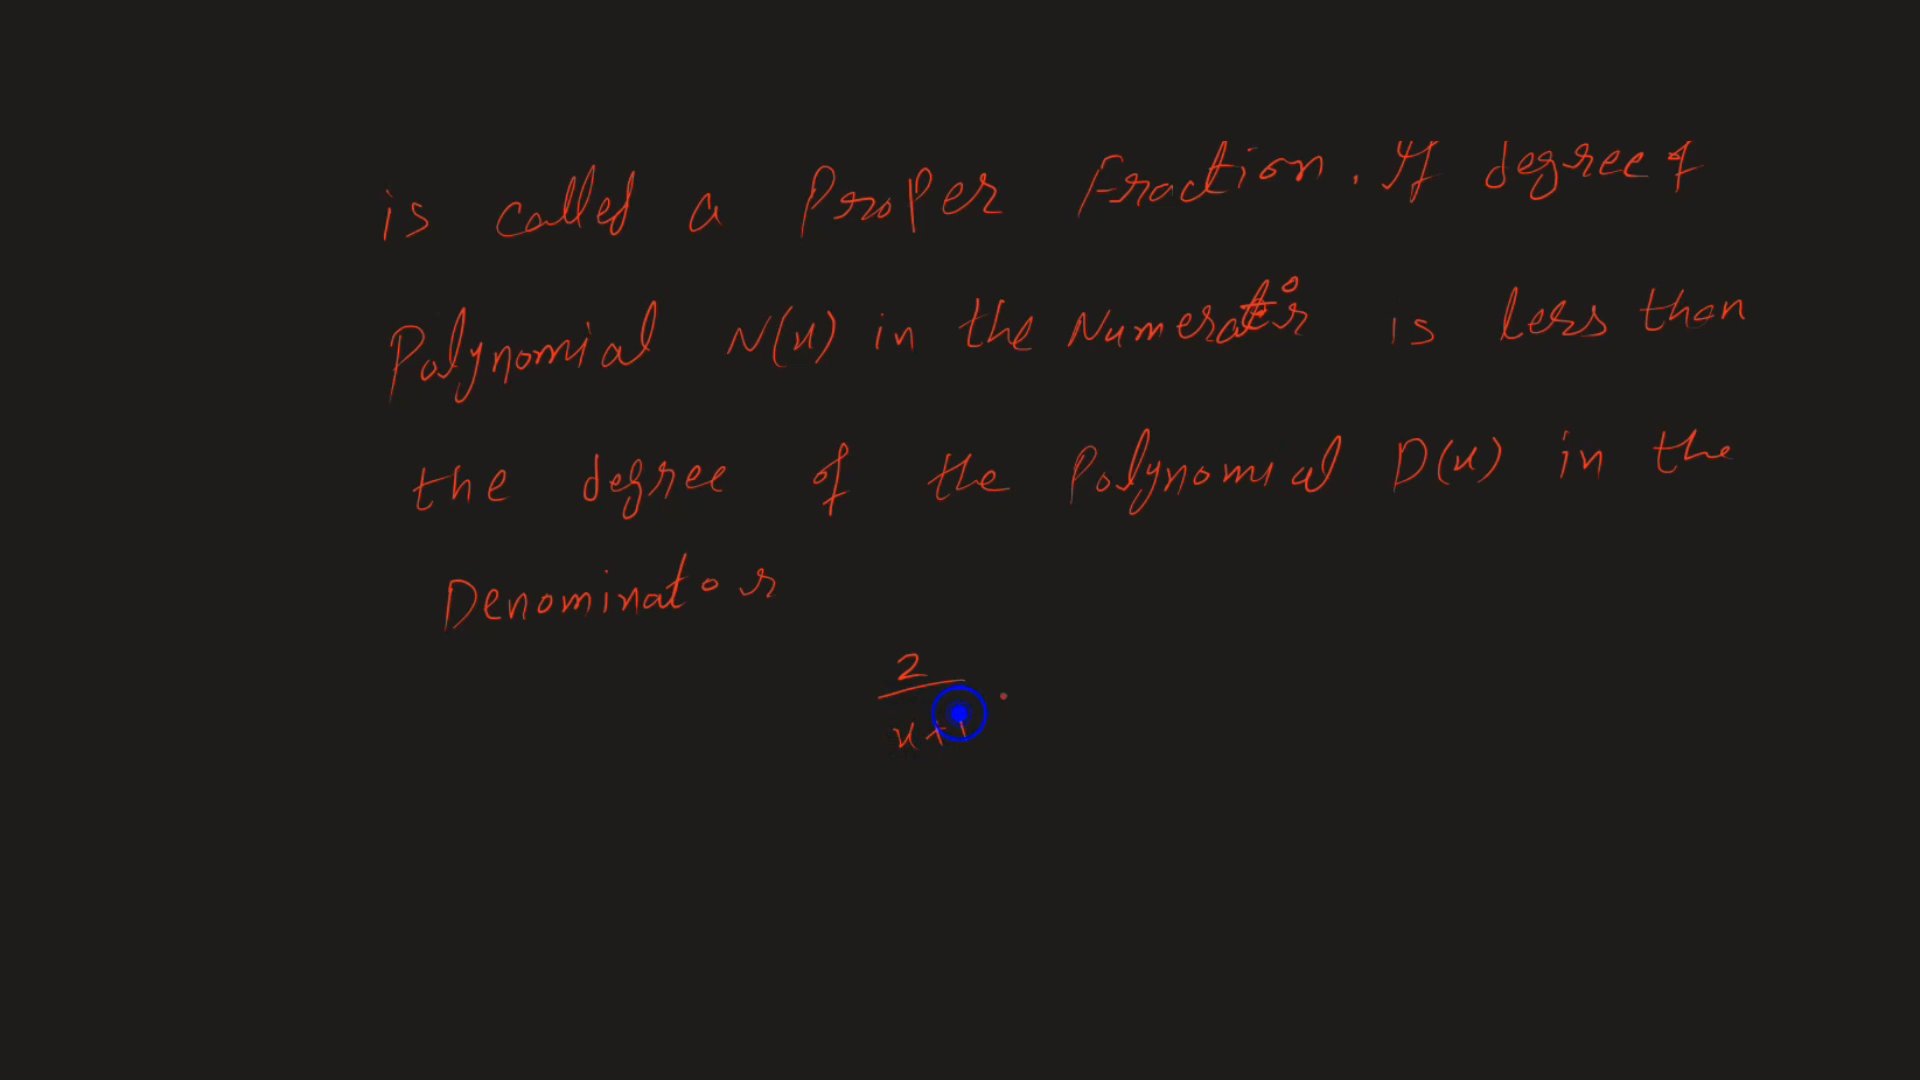 is called a Proper Fraction. If degree of
Polynomial N(x) in the Numerator is less than
the degree of the Polynomial D(x) in the
Denominator
2
x+1